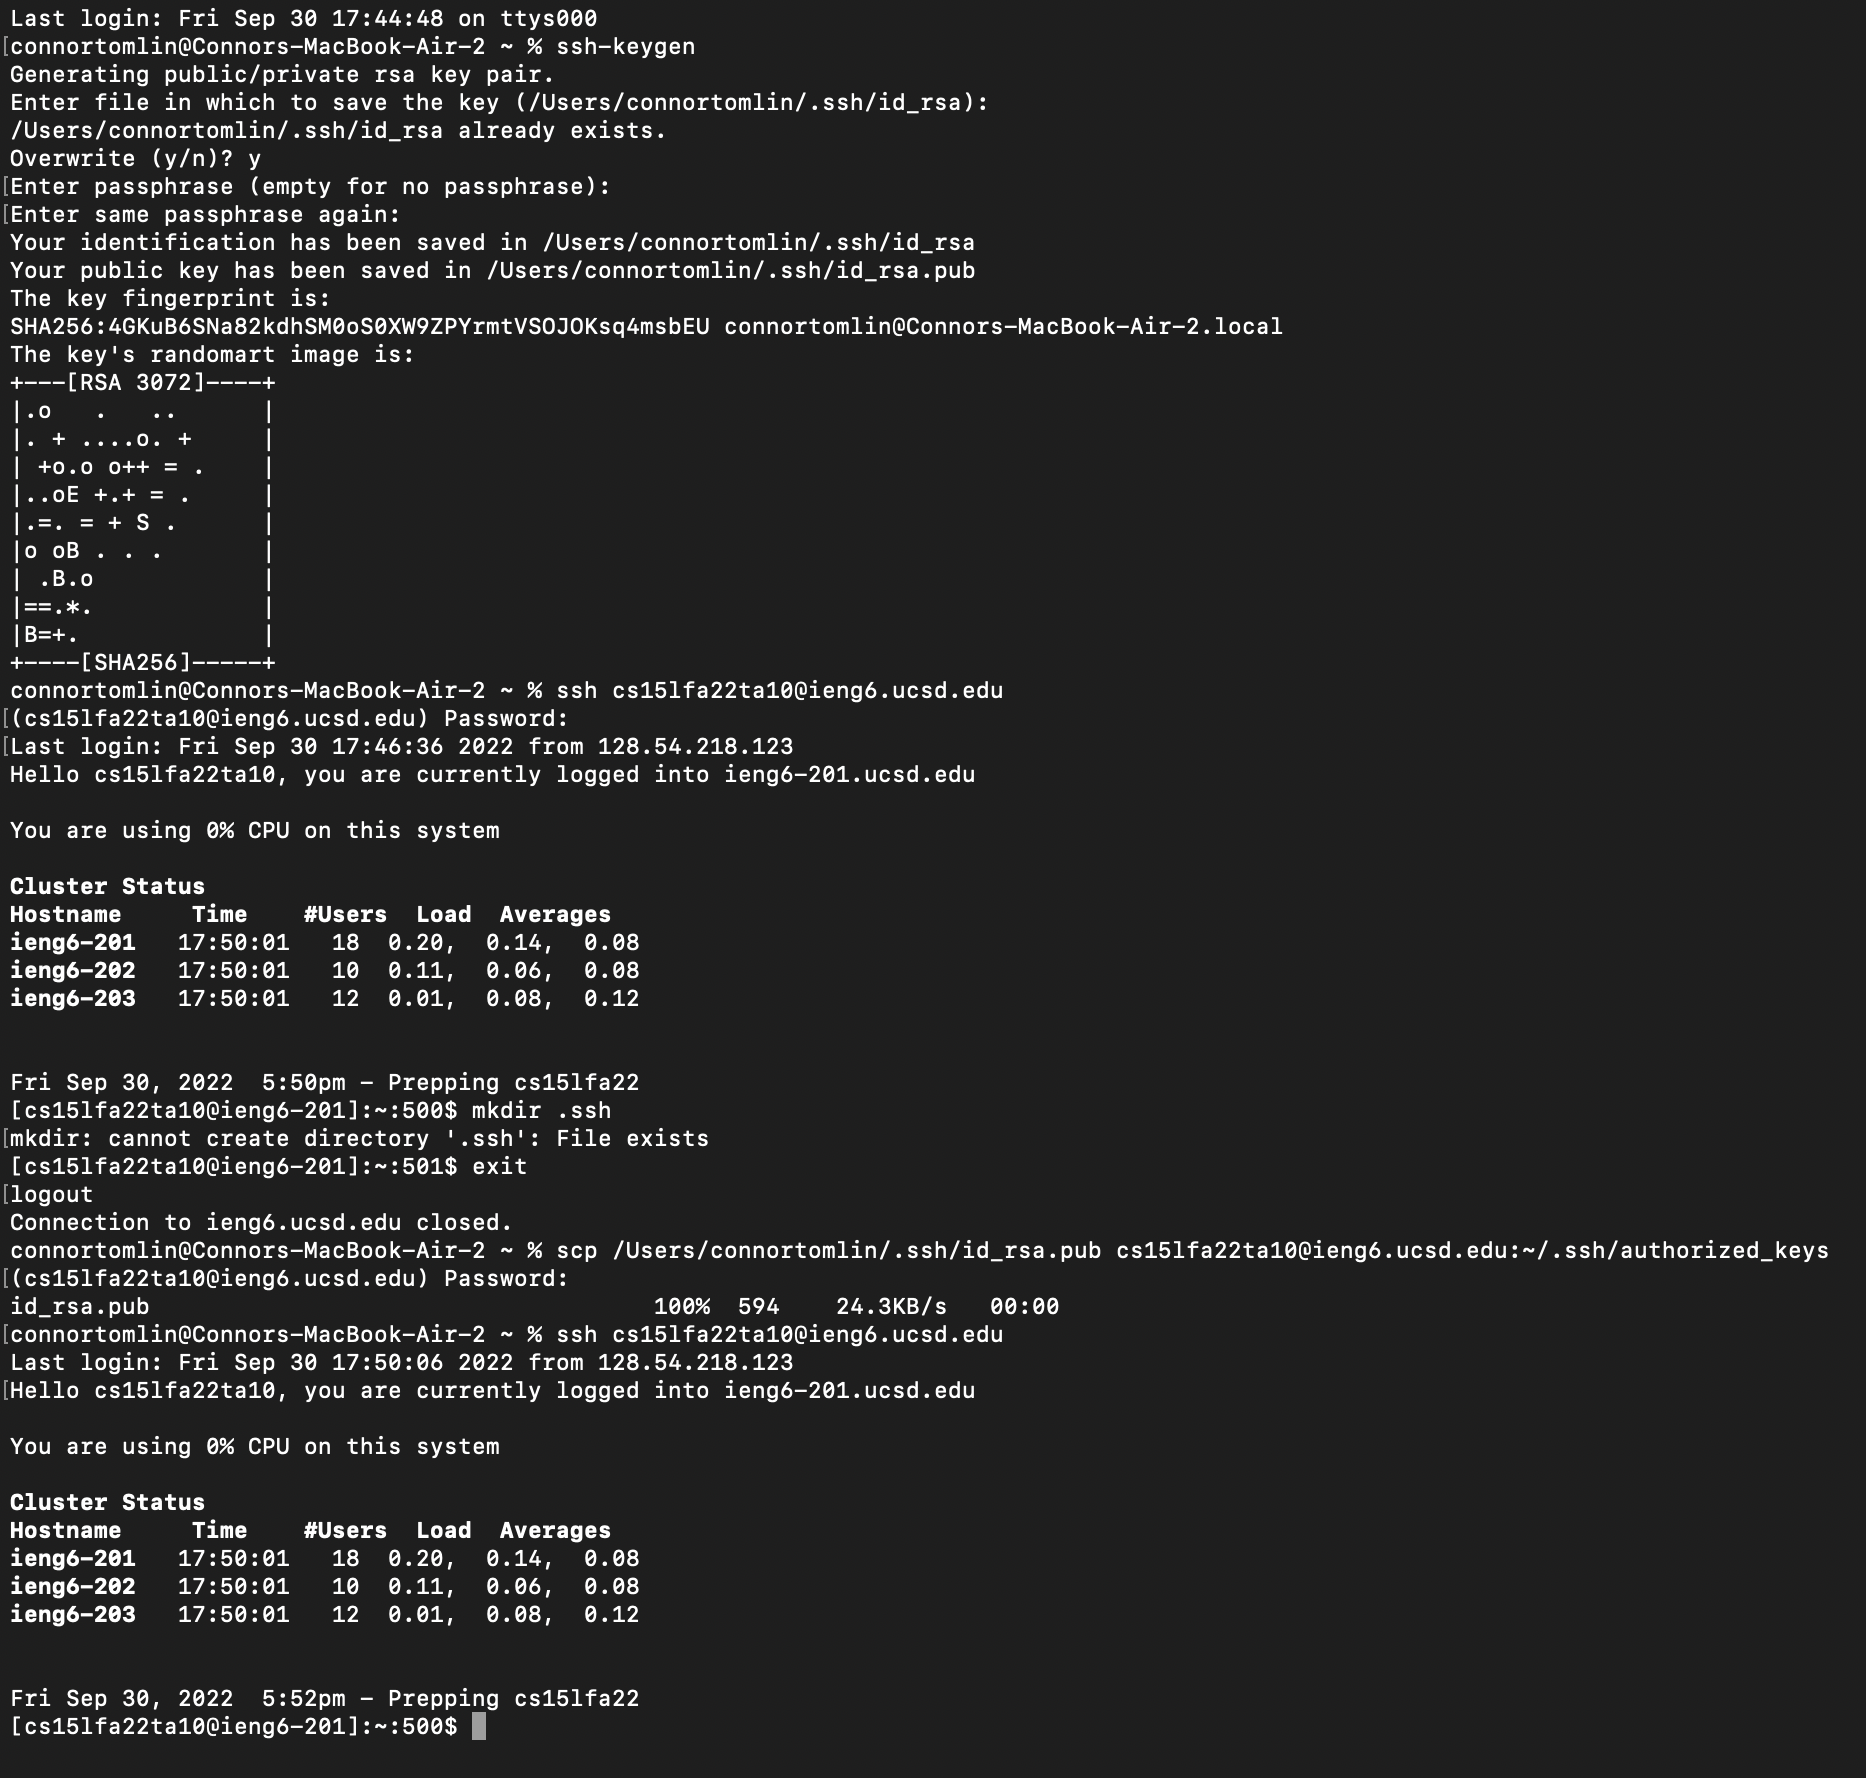 Last login: Fri Sep 30 17:44:48 on ttys000
[connortomlin@Connors-MacBook-Air-2 ~ % ssh-keygen
Generating public/private rsa key pair.
Enter file in which to save the key (/Users/connortomlin/.ssh/id_rsa):
/Users/connortomlin/.ssh/id_rsa already exists.
Overwrite (y/n)? y
[Enter passphrase (empty for no passphrase):
[Enter same passphrase again:
Your identification has been saved in /Users/connortomlin/.ssh/id_rsa
Your public key has been saved in /Users/connortomlin/.ssh/id_rsa.pub
The key fingerprint is:
SHA256:4GKuB6SNa82kdhSM0oS0XW9ZPYrmtVSOJOKsq4msbEU connortomlin@Connors-MacBook-Air-2.local
The key's randomart image is:
+---[RSA 3072]----+
|.o   .   ..      |
|. + ....o. +     |
| +o.o o++ = .    |
|..oE +.+ = .     |
|.=. = + S .      |
|o oB . . .       |
| .B.o            |
|==.*.            |
|B=+.             |
+----[SHA256]-----+
connortomlin@Connors-MacBook-Air-2 ~ % ssh cs15lfa22ta10@ieng6.ucsd.edu
[(cs15lfa22ta10@ieng6.ucsd.edu) Password:
[Last login: Fri Sep 30 17:46:36 2022 from 128.54.218.123
Hello cs15lfa22ta10, you are currently logged into ieng6-201.ucsd.edu

You are using 0% CPU on this system

Cluster Status
Hostname     Time    #Users  Load  Averages
ieng6-201   17:50:01   18  0.20,  0.14,  0.08
ieng6-202   17:50:01   10  0.11,  0.06,  0.08
ieng6-203   17:50:01   12  0.01,  0.08,  0.12

Fri Sep 30, 2022  5:50pm - Prepping cs15lfa22
[cs15lfa22ta10@ieng6-201]:~:500$ mkdir .ssh
[mkdir: cannot create directory '.ssh': File exists
[cs15lfa22ta10@ieng6-201]:~:501$ exit
[logout
Connection to ieng6.ucsd.edu closed.
connortomlin@Connors-MacBook-Air-2 ~ % scp /Users/connortomlin/.ssh/id_rsa.pub cs15lfa22ta10@ieng6.ucsd.edu:~/.ssh/authorized_keys
[(cs15lfa22ta10@ieng6.ucsd.edu) Password:
id_rsa.pub                                    100%  594    24.3KB/s   00:00
[connortomlin@Connors-MacBook-Air-2 ~ % ssh cs15lfa22ta10@ieng6.ucsd.edu
Last login: Fri Sep 30 17:50:06 2022 from 128.54.218.123
[Hello cs15lfa22ta10, you are currently logged into ieng6-201.ucsd.edu

You are using 0% CPU on this system

Cluster Status
Hostname     Time    #Users  Load  Averages
ieng6-201   17:50:01   18  0.20,  0.14,  0.08
ieng6-202   17:50:01   10  0.11,  0.06,  0.08
ieng6-203   17:50:01   12  0.01,  0.08,  0.12

Fri Sep 30, 2022  5:52pm - Prepping cs15lfa22
[cs15lfa22ta10@ieng6-201]:~:500$